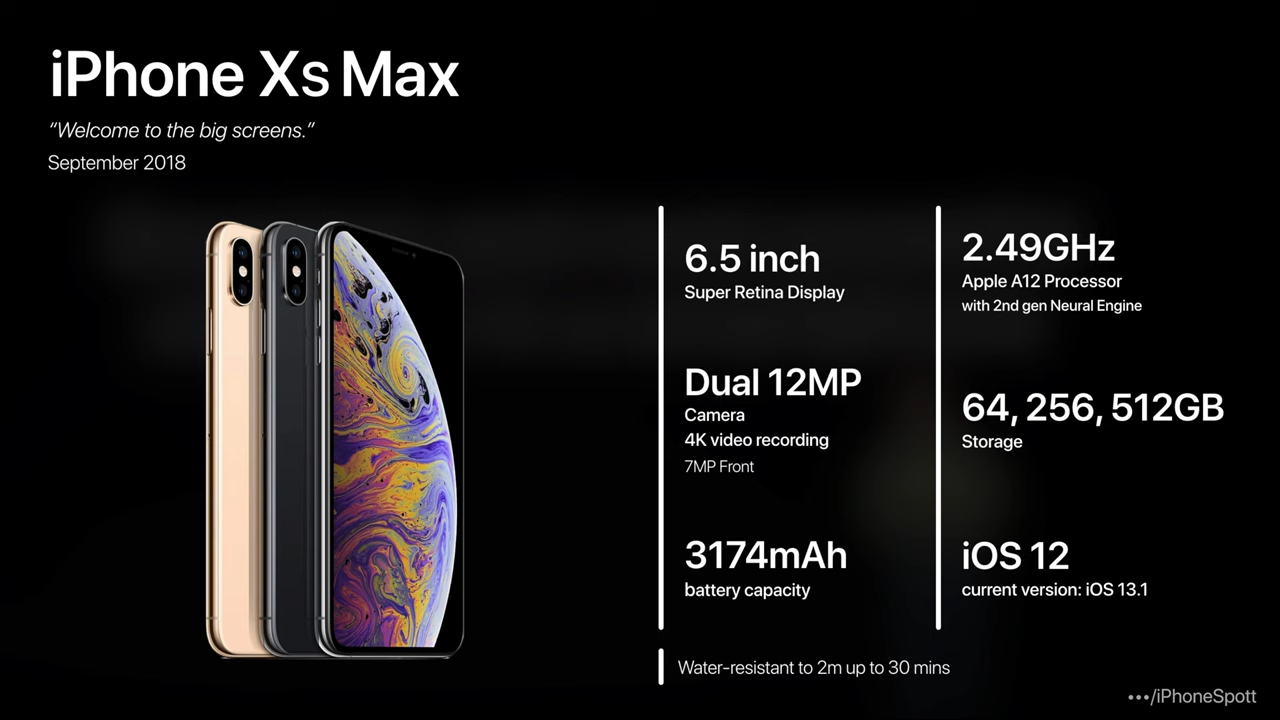 iPhone Xs Max
“Welcome to the big screens.”
September 2018
6.5 inch
Super Retina Display
Dual 12MP
Camera
4K video recording
7MP Front
3174mAh
battery capacity
2.49GHz
Apple A12 Processor
with 2nd gen Neural Engine
64, 256, 512GB
Storage
iOS 12
current version: iOS 13.1
Water-resistant to 2m up to 30 mins
•••/iPhoneSpott